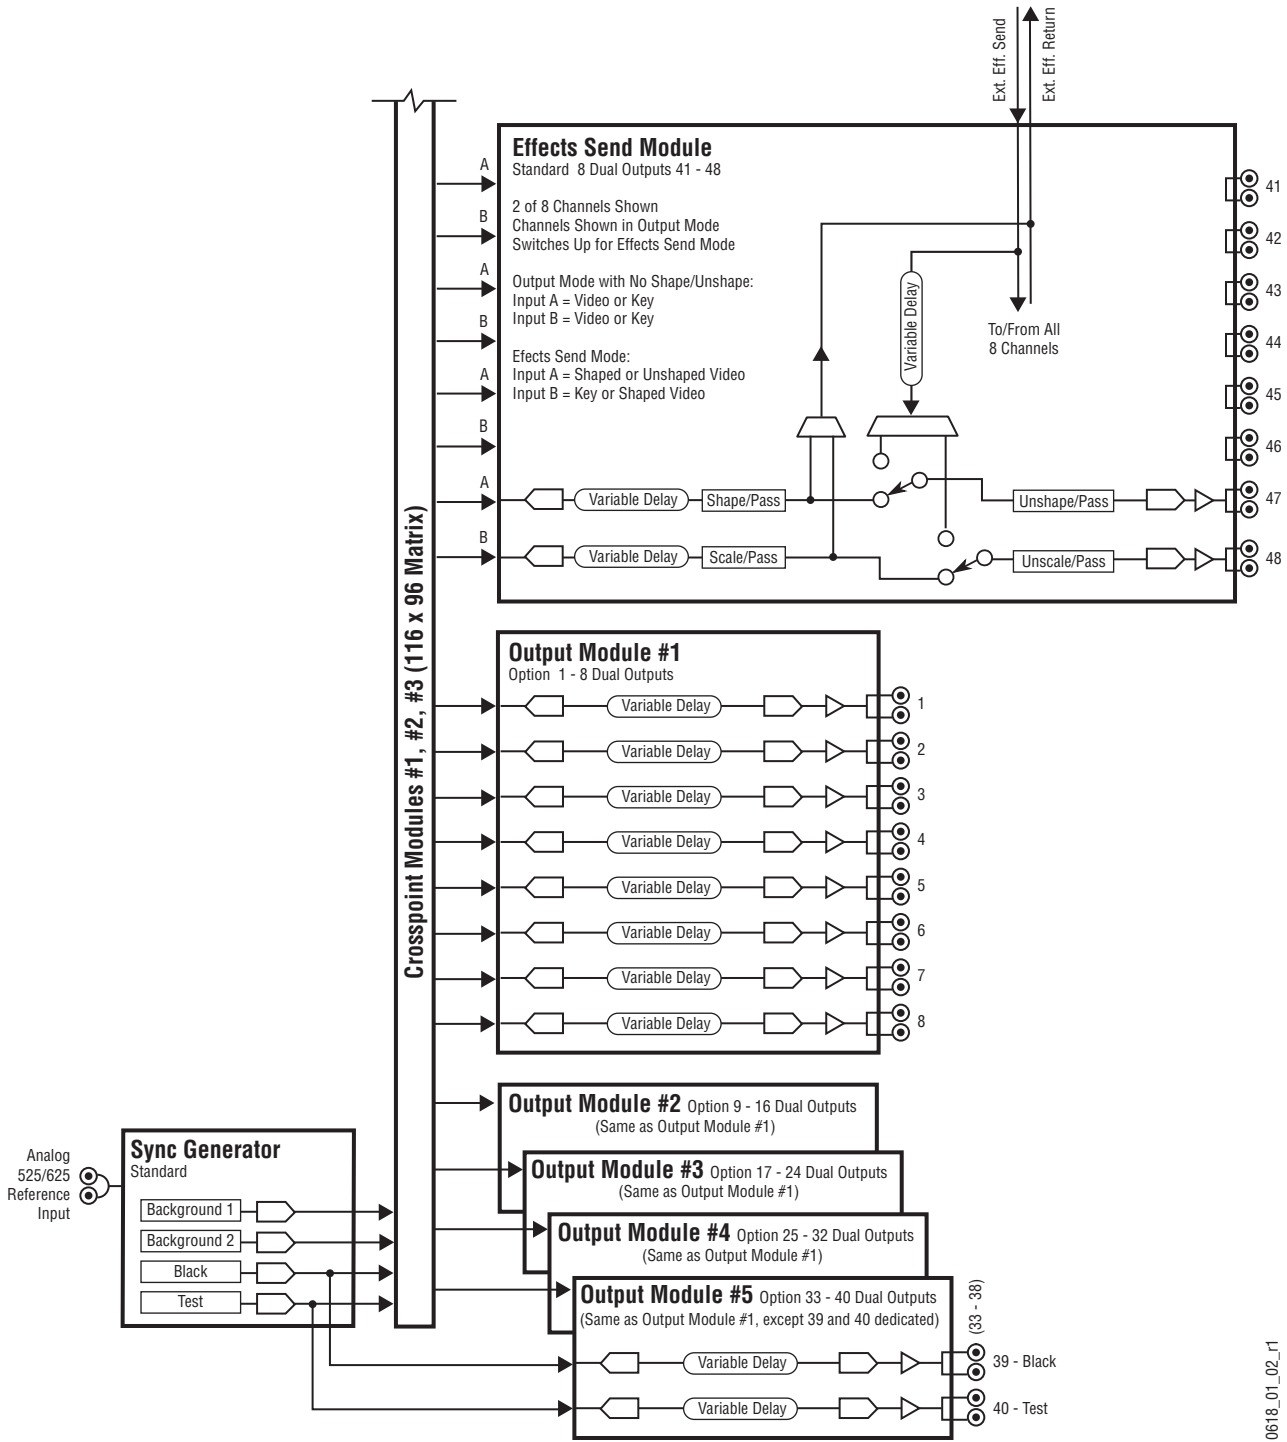 Ext. Eff. Send
Ext. Eff. Return
Effects Send Module
Standard 8 Dual Outputs 41 - 48
2 of 8 Channels Shown
Channels Shown in Output Mode
Switches Up for Effects Send Mode
Output Mode with No Shape/Unshape:
Input A = Video or Key
Input B = Video or Key
Efects Send Mode:
Input A = Shaped or Unshaped Video
Input B = Key or Shaped Video
A
B
A
B
A
B
A
B
Variable Delay
To/From All
8 Channels
Variable Delay
Shape/Pass
Unshape/Pass
Variable Delay
Scale/Pass
Unscale/Pass
41
42
43
44
45
46
47
48
Crosspoint Modules #1, #2, #3 (116 x 96 Matrix)
Output Module #1
Option 1 - 8 Dual Outputs
Variable Delay
1
Variable Delay
2
Variable Delay
3
Variable Delay
4
Variable Delay
5
Variable Delay
6
Variable Delay
7
Variable Delay
8
Output Module #2 Option 9 - 16 Dual Outputs
(Same as Output Module #1)
Output Module #3 Option 17 - 24 Dual Outputs
(Same as Output Module #1)
Output Module #4 Option 25 - 32 Dual Outputs
(Same as Output Module #1)
Output Module #5 Option 33 - 40 Dual Outputs
(Same as Output Module #1, except 39 and 40 dedicated)
(33 - 38)
Variable Delay
39 - Black
Variable Delay
40 - Test
Analog
525/625
Reference
Input
Sync Generator
Standard
Background 1
Background 2
Black
Test
0618_01_02_r1